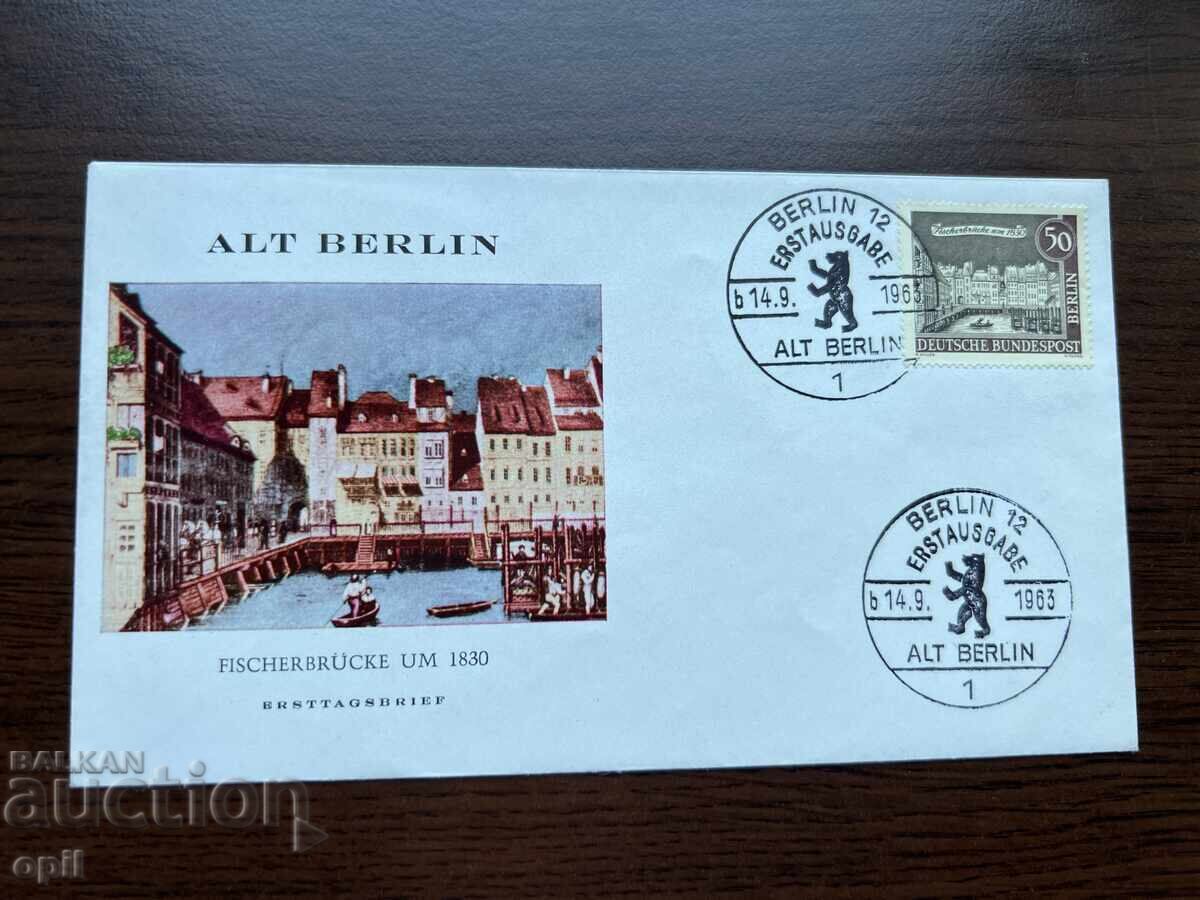 ALT BERLIN
FISCHERBRÜCKE UM 1830
ERSTTAGSBRIEF
BERLIN 12
ERSTAUSGABE
b 14.9. 1963
ALT BERLIN
1
Fischerbrücke um 1830
50
BERLIN
DEUTSCHE BUNDESPOST
BERLIN 12
ERSTAUSGABE
b 14.9. 1963
ALT BERLIN
1
BALKAN
auction
opil